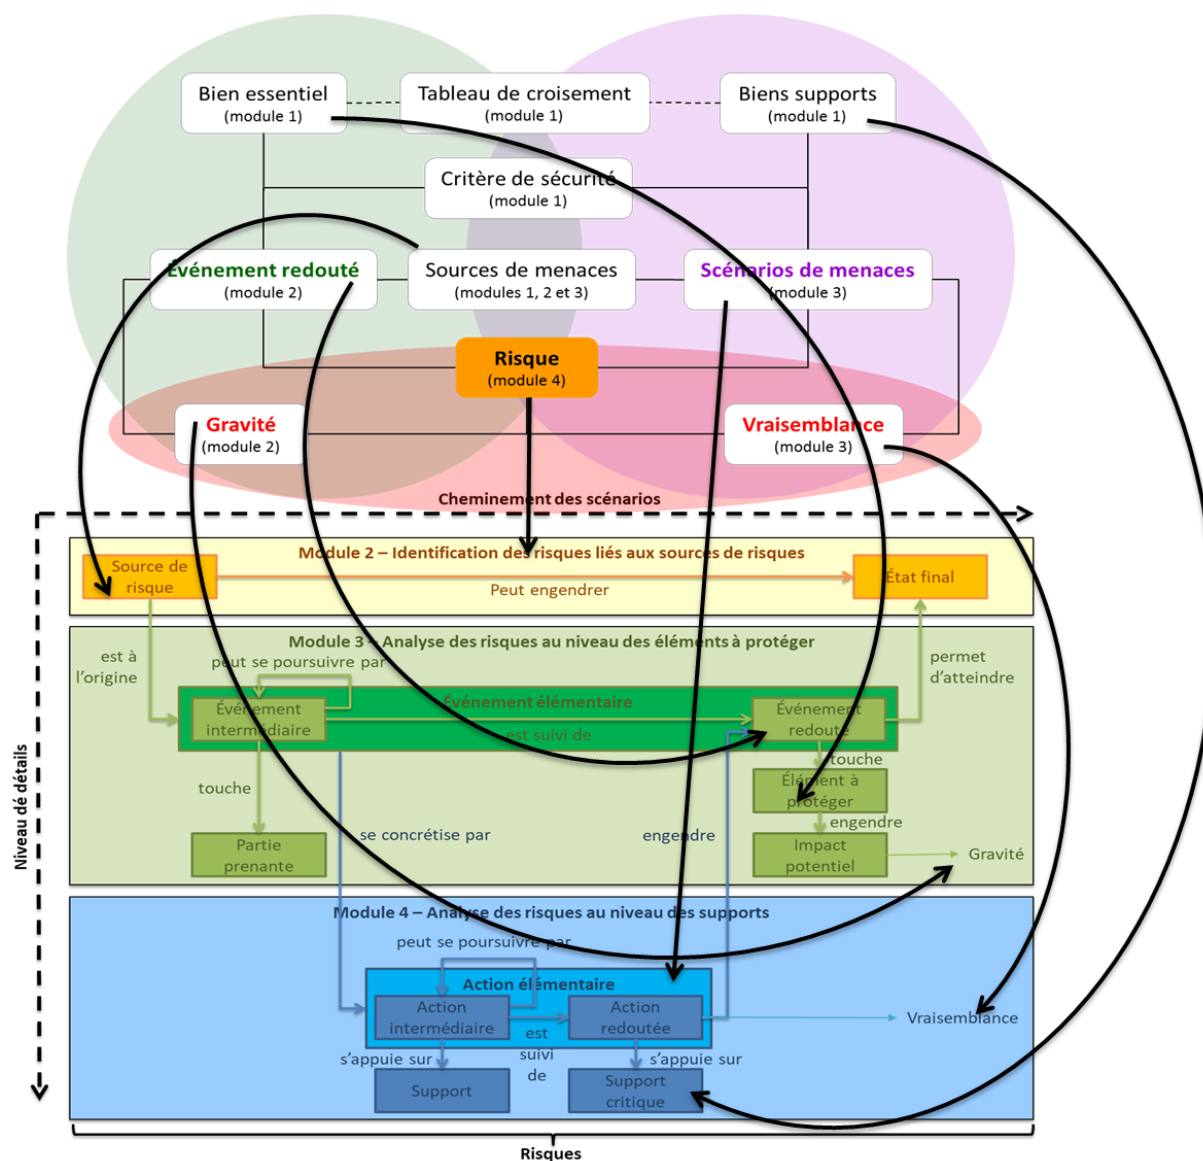 Bien essentiel
(module 1)
Tableau de croisement
(module 1)
Biens supports
(module 1)
Critère de sécurité
(module 1)
Événement redouté
(module 2)
Sources de menaces
(modules 1, 2 et 3)
Scénarios de menaces
(module 3)
Risque
(module 4)
Gravité
(module 2)
Vraisemblance
(module 3)
Cheminement des scénarios
Niveau dé détails
Module 2 – Identification des risques liés aux sources de risques
Source de
risque
Peut engendrer
État final
Module 3 – Analyse des risques au niveau des éléments à protéger
est à
l'origine
peut se poursuivre par
permet
d'atteindre
Événement élémentaire
Événement
intermédiaire
est suivi de
Événement
redouté
touche
touche
Élément à
protéger
engendre
se concrétise par
engendre
Partie
prenante
Impact
potentiel
Gravité
Module 4 – Analyse des risques au niveau des supports
peut se poursuivre par
Action élémentaire
Action
intermédiaire
est
suivi
de
Action
redoutée
Vraisemblance
s'appuie sur
s'appuie sur
Support
Support
critique
Risques